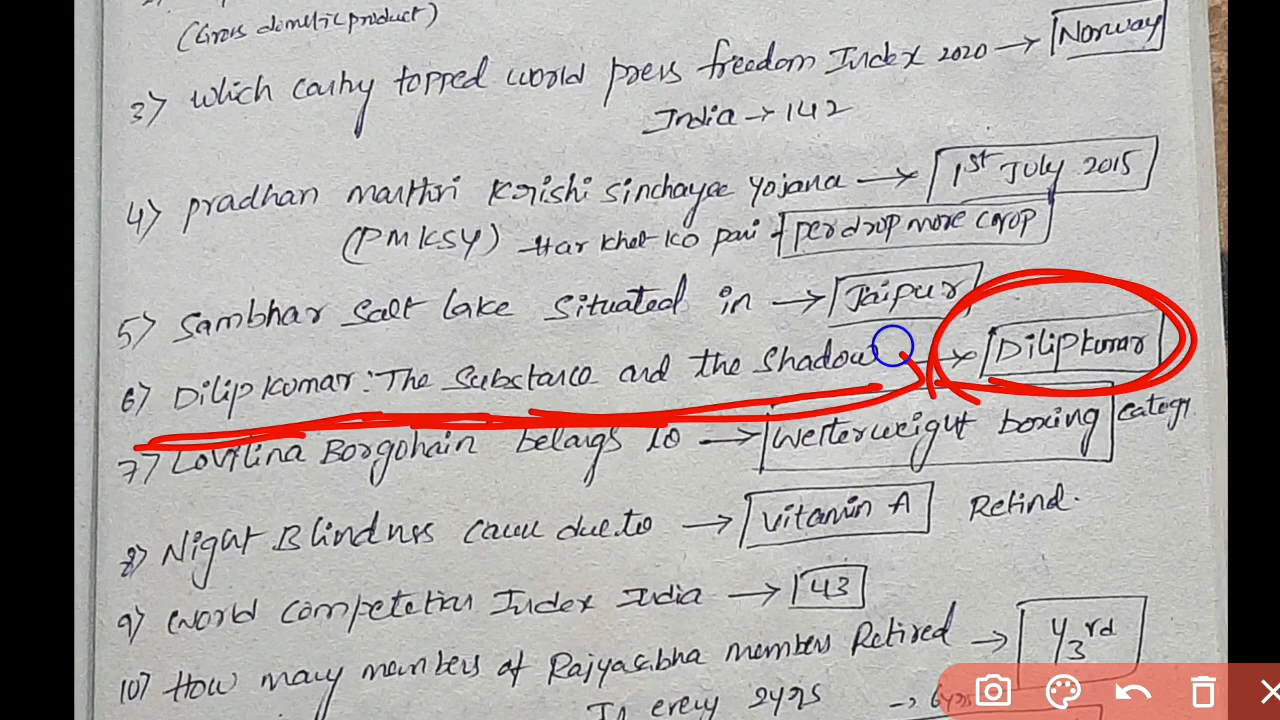 (Gross domestic product)
3) which county topped world press freedom Index 2020 → Norway
India → 142
4) Pradhan manthri Krishi Sinchayee Yojana → 1st July 2015
(PMKSY) Har khet ko pani + per drop more crop
5) Sambhar Salt lake situated in → Jaipur
6) Dilip kumar: The Substance and the Shadow → Dilip kumar
7) Lovlina Borgohain belongs to → Welterweight boxing category
8) Night Blindness cause due to → Vitamin A Retinol.
9) World competetion Index India → 43
10) How many members of Rajyasabha members Retired → 1/3rd
In every 2yrs → 6yrs